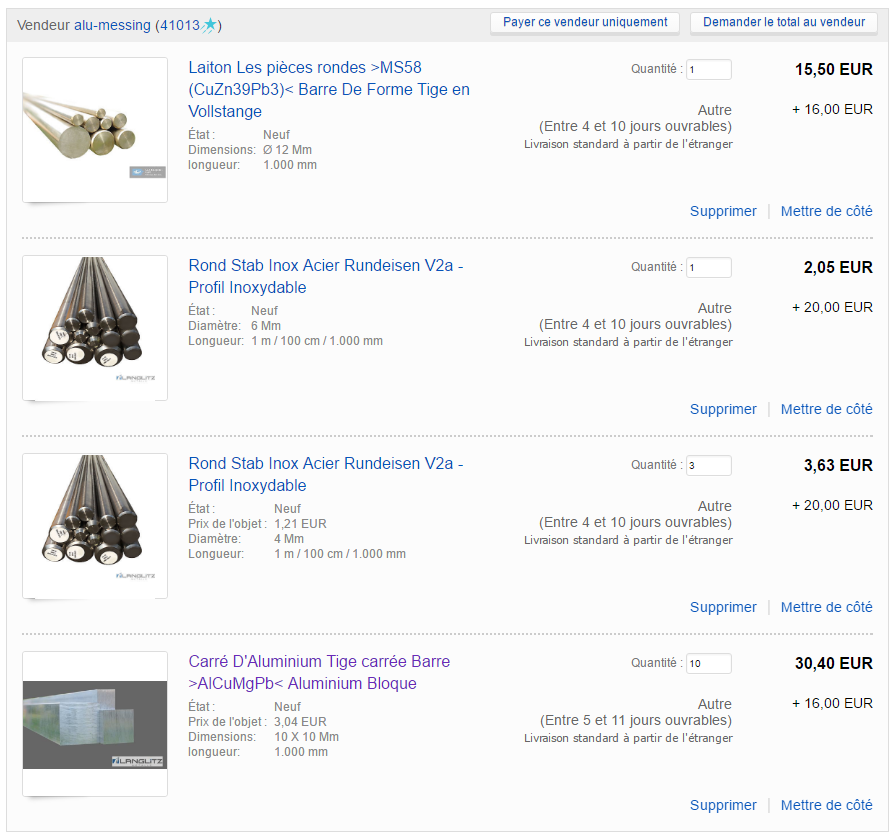 Vendeur alu-messing (41013)
Payer ce vendeur uniquement
Demander le total au vendeur
Laiton Les pièces rondes >MS58
(CuZn39Pb3)< Barre De Forme Tige en
Vollstange
État : Neuf
Dimensions: Ø 12 Mm
longueur: 1.000 mm
Quantité : 1
15,50 EUR
Autre
+ 16,00 EUR
(Entre 4 et 10 jours ouvrables)
Livraison standard à partir de l'étranger
Supprimer | Mettre de côté
Rond Stab Inox Acier Rundeisen V2a -
Profil Inoxydable
État : Neuf
Diamètre: 6 Mm
Longueur: 1 m / 100 cm / 1.000 mm
Quantité : 1
2,05 EUR
Autre
+ 20,00 EUR
(Entre 4 et 10 jours ouvrables)
Livraison standard à partir de l'étranger
LANGLITZ
Supprimer | Mettre de côté
Rond Stab Inox Acier Rundeisen V2a -
Profil Inoxydable
État : Neuf
Prix de l'objet : 1,21 EUR
Diamètre: 4 Mm
Longueur: 1 m / 100 cm / 1.000 mm
Quantité : 3
3,63 EUR
Autre
+ 20,00 EUR
(Entre 4 et 10 jours ouvrables)
Livraison standard à partir de l'étranger
LANGLITZ
Supprimer | Mettre de côté
Carré D'Aluminium Tige carrée Barre
>AlCuMgPb< Aluminium Bloque
État : Neuf
Prix de l'objet : 3,04 EUR
Dimensions: 10 X 10 Mm
longueur: 1.000 mm
Quantité : 10
30,40 EUR
Autre
+ 16,00 EUR
(Entre 5 et 11 jours ouvrables)
Livraison standard à partir de l'étranger
LANGLITZ
Supprimer | Mettre de côté